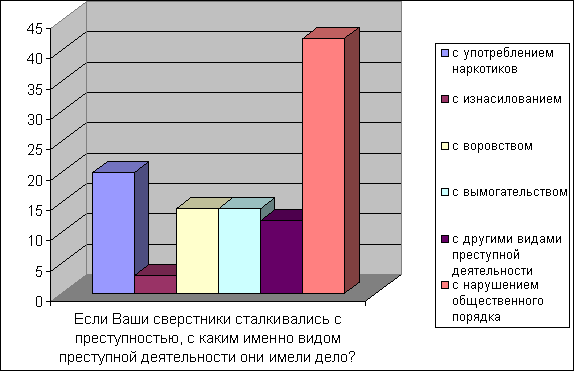 45
40
35
30
25
20
15
10
5
0
Если Ваши сверстники сталкивались с
преступностью, с каким именно видом
преступной деятельности они имели дело?
с употреблением
наркотиков
с изнасилованием
с воровством
с вымогательством
с другими видами
преступной
деятельности
с нарушением
общественного
порядка